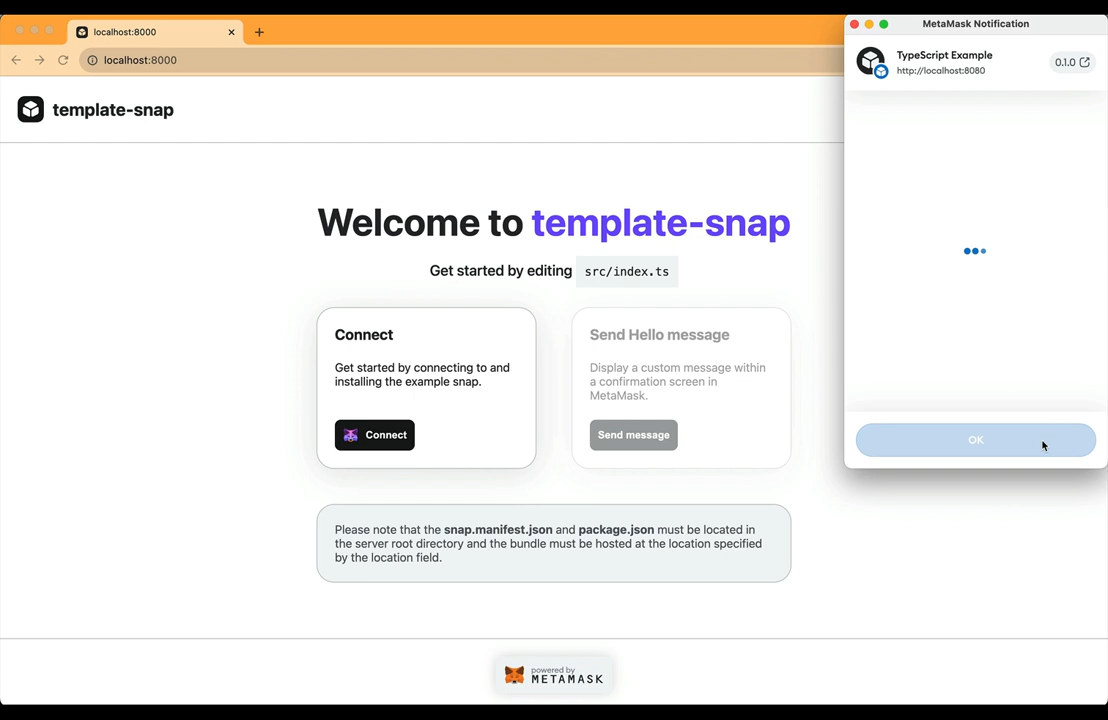 localhost:8000
localhost:8000
template-snap
Welcome to template-snap
Get started by editing src/index.ts
Connect
Get started by connecting to and
installing the example snap.
Connect
Send Hello message
Display a custom message within
a confirmation screen in
MetaMask.
Send message
Please note that the snap.manifest.json and package.json must be located in
the server root directory and the bundle must be hosted at the location specified
by the location field.
powered by
METAMASK
MetaMask Notification
TypeScript Example
http://localhost:8080
0.1.0
OK